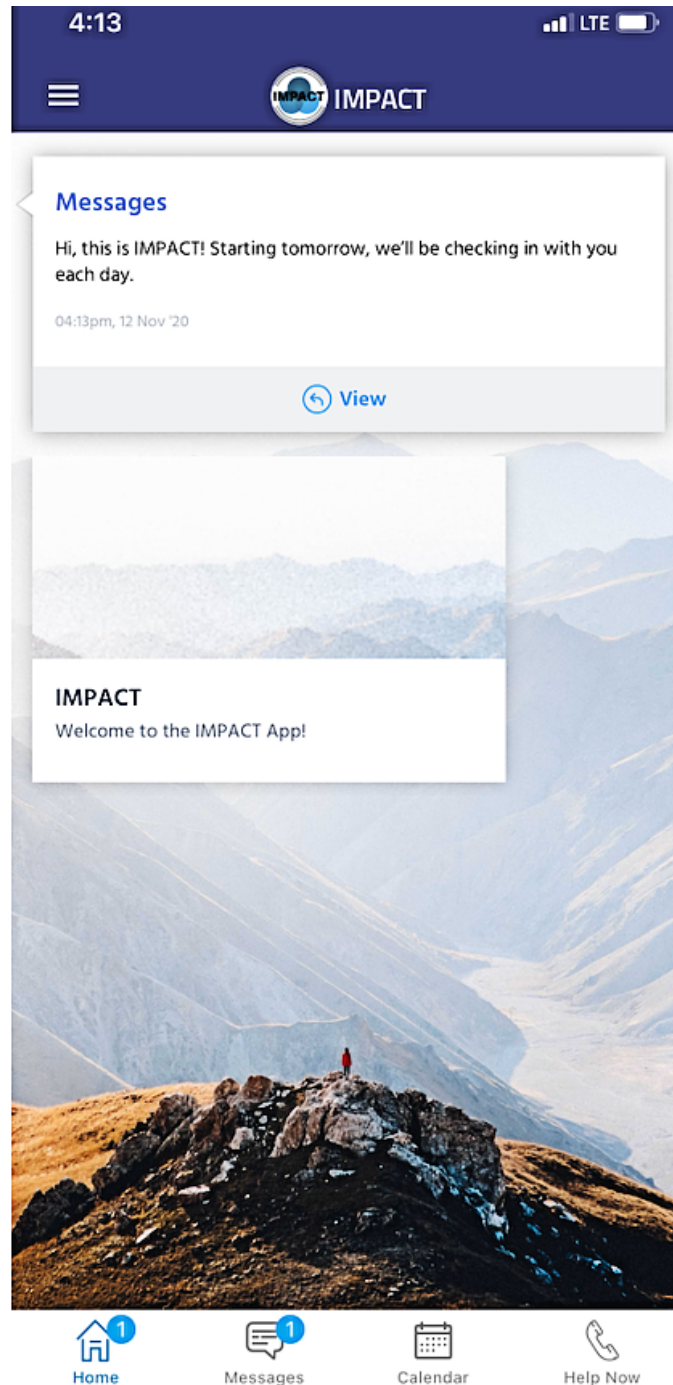 4:13
LTE
IMPACT IMPACT
Messages
Hi, this is IMPACT! Starting tomorrow, we'll be checking in with you
each day.
04:13pm, 12 Nov '20
View
IMPACT
Welcome to the IMPACT App!
1 1
Home Messages Calendar Help Now